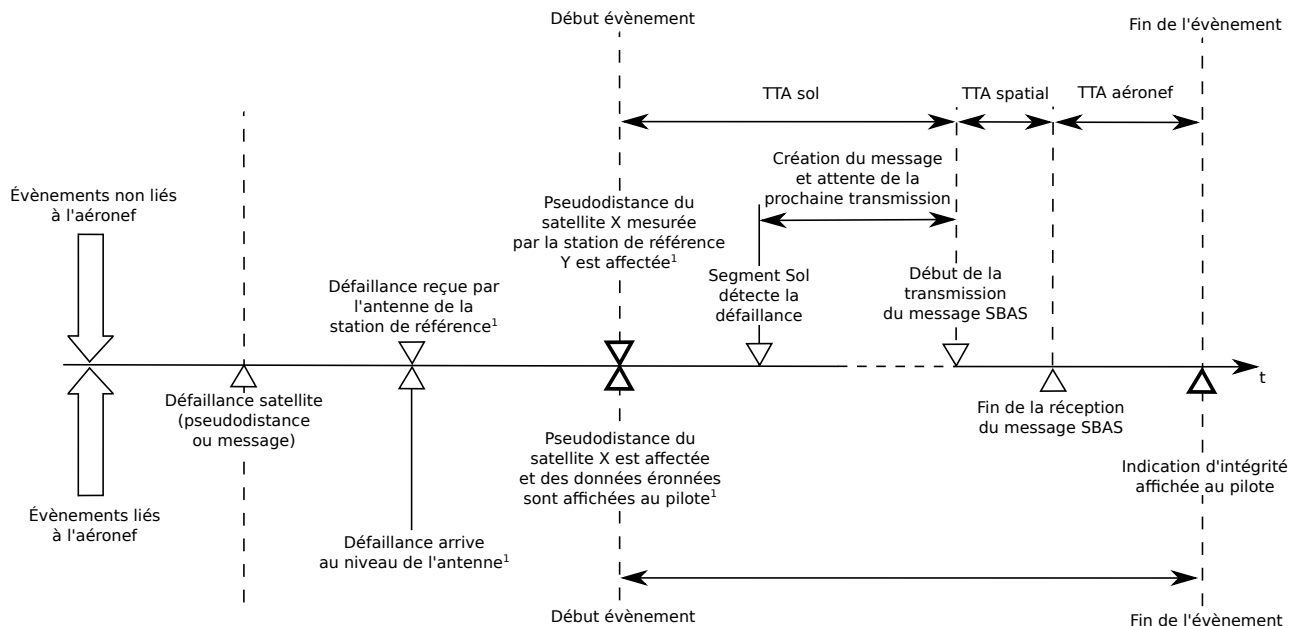 Début évènement
Fin de l'évènement
TTA sol
TTA spatial
TTA aéronef
Création du message
et attente de la
prochaine transmission
Évènements non liés
à l'aéronef
Pseudodistance du
satellite X mesurée
par la station de référence
Y est affectée¹
Défaillance reçue par
l'antenne de la
station de référence¹
Segment Sol
détecte la
défaillance
Début de la
transmission
du message SBAS
t
Défaillance satellite
(pseudodistance
ou message)
Fin de la réception
du message SBAS
Pseudodistance du
satellite X est affectée
et des données éronnées
sont affichées au pilote¹
Indication d'intégrité
affichée au pilote
Évènements liés
à l'aéronef
Défaillance arrive
au niveau de l'antenne¹
Début évènement
Fin de l'évènement